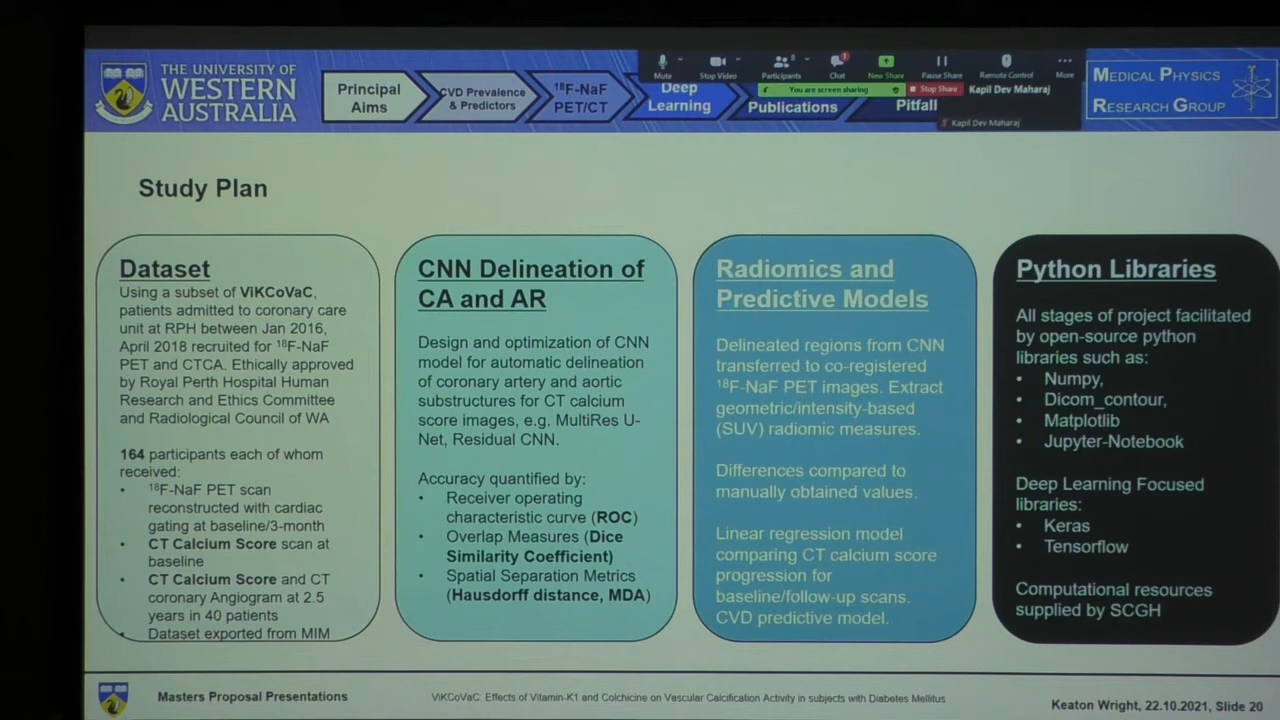 THE UNIVERSITY OF
WESTERN
AUSTRALIA
Principal
Aims
CVD Prevalence
& Predictors
¹⁸F-NaF
PET/CT
Deep
Learning
Publications
Pitfall
Mute
Stop Video
Participants
8
Chat
1
New Share
Pause Share
Remote Control
More
You are screen sharing
Stop Share
Kapil Dev Maharaj
Kapil Dev Maharaj
MEDICAL PHYSICS
RESEARCH GROUP
Study Plan
Dataset
Using a subset of ViKCoVaC,
patients admitted to coronary care
unit at RPH between Jan 2016,
April 2018 recruited for ¹⁸F-NaF
PET and CTCA. Ethically approved
by Royal Perth Hospital Human
Research and Ethics Committee
and Radiological Council of WA
164 participants each of whom
received:
• ¹⁸F-NaF PET scan
reconstructed with cardiac
gating at baseline/3-month
• CT Calcium Score scan at
baseline
• CT Calcium Score and CT
coronary Angiogram at 2.5
years in 40 patients
• Dataset exported from MIM
CNN Delineation of
CA and AR
Design and optimization of CNN
model for automatic delineation
of coronary artery and aortic
substructures for CT calcium
score images, e.g. MultiRes U-
Net, Residual CNN.
Accuracy quantified by:
• Receiver operating
characteristic curve (ROC)
• Overlap Measures (Dice
Similarity Coefficient)
• Spatial Separation Metrics
(Hausdorff distance, MDA)
Radiomics and
Predictive Models
Delineated regions from CNN
transferred to co-registered
¹⁸F-NaF PET images. Extract
geometric/intensity-based
(SUV) radiomic measures.
Differences compared to
manually obtained values.
Linear regression model
comparing CT calcium score
progression for
baseline/follow-up scans.
CVD predictive model.
Python Libraries
All stages of project facilitated
by open-source python
libraries such as:
• Numpy,
• Dicom_contour,
• Matplotlib
• Jupyter-Notebook
Deep Learning Focused
libraries:
• Keras
• Tensorflow
Computational resources
supplied by SCGH
Masters Proposal Presentations
ViKCoVaC: Effects of Vitamin-K1 and Colchicine on Vascular Calcification Activity in subjects with Diabetes Mellitus
Keaton Wright, 22.10.2021, Slide 20